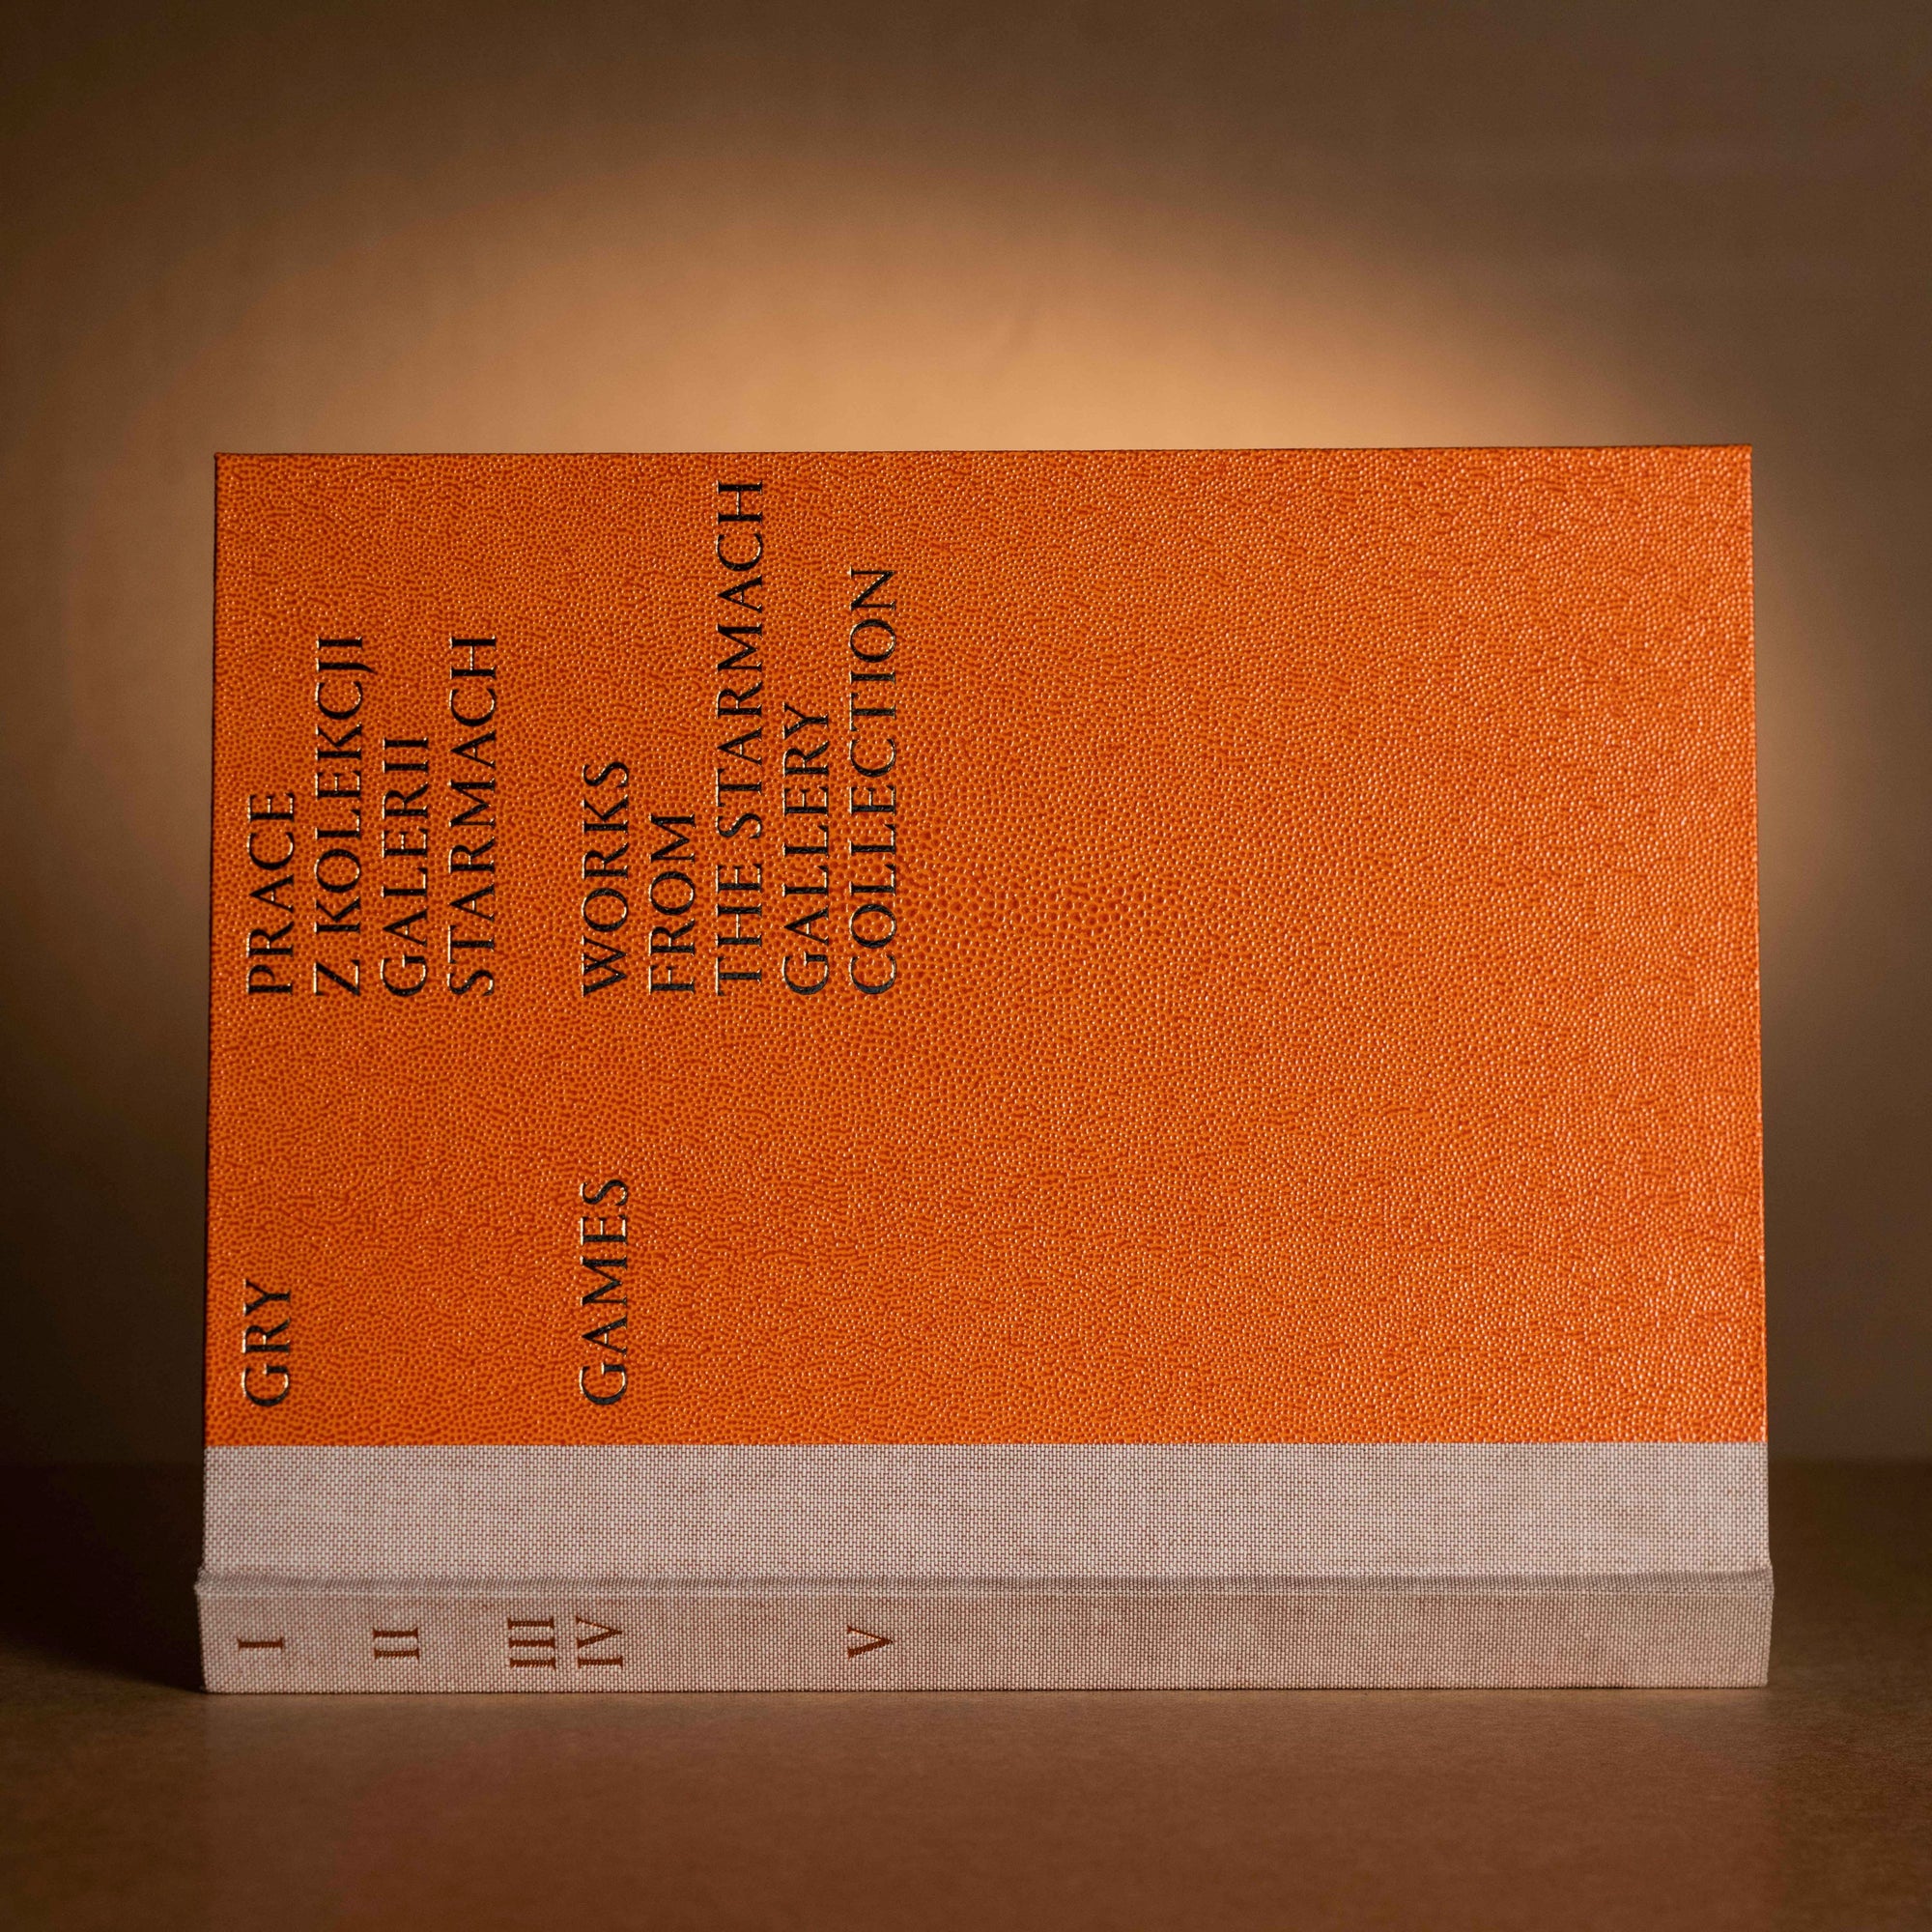 GRY
PRACE
Z KOLEKCJI
GALERII
STARMACH
GAMES
WORKS
FROM
THE STARMACH
GALLERY
COLLECTION
I
II
III
IV
V